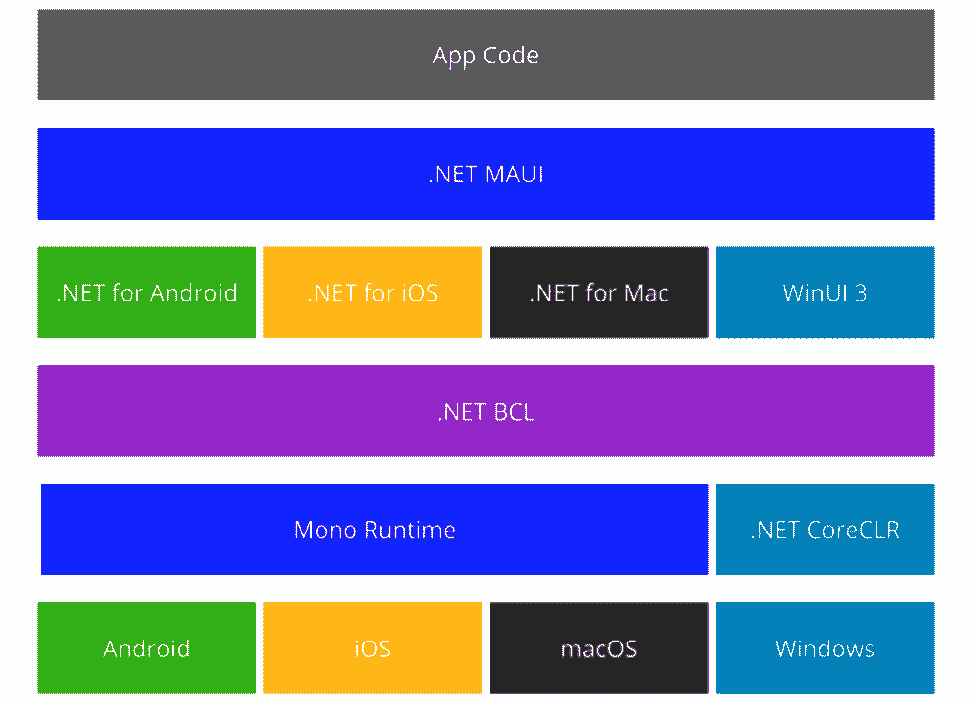 App Code
.NET MAUI
.NET for Android
.NET for iOS
.NET for Mac
WinUI 3
.NET BCL
Mono Runtime
.NET CoreCLR
Android
iOS
macOS
Windows